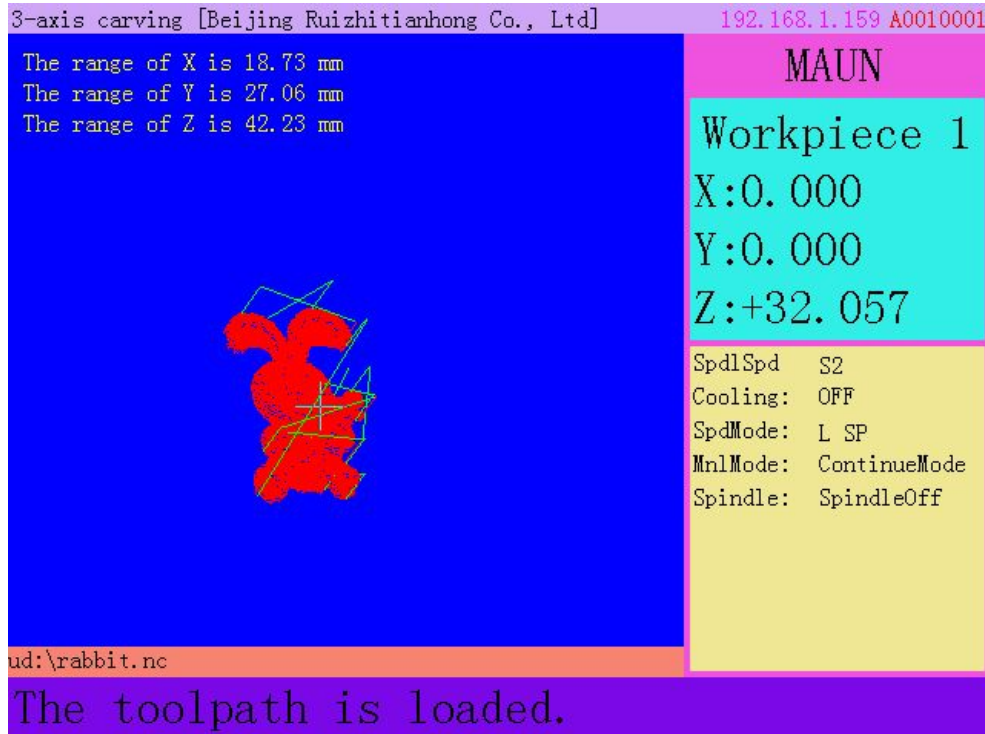 3-axis carving [Beijing Ruizhitianhong Co., Ltd] 192.168.1.159 A0010001
The range of X is 18.73 mm
The range of Y is 27.06 mm
The range of Z is 42.23 mm
MAUN
Workpiece 1
X:0.000
Y:0.000
Z:+32.057
SpdlSpd S2
Cooling: OFF
SpdMode: L SP
MnlMode: ContinueMode
Spindle: SpindleOff
ud:\rabbit.nc
The toolpath is loaded.